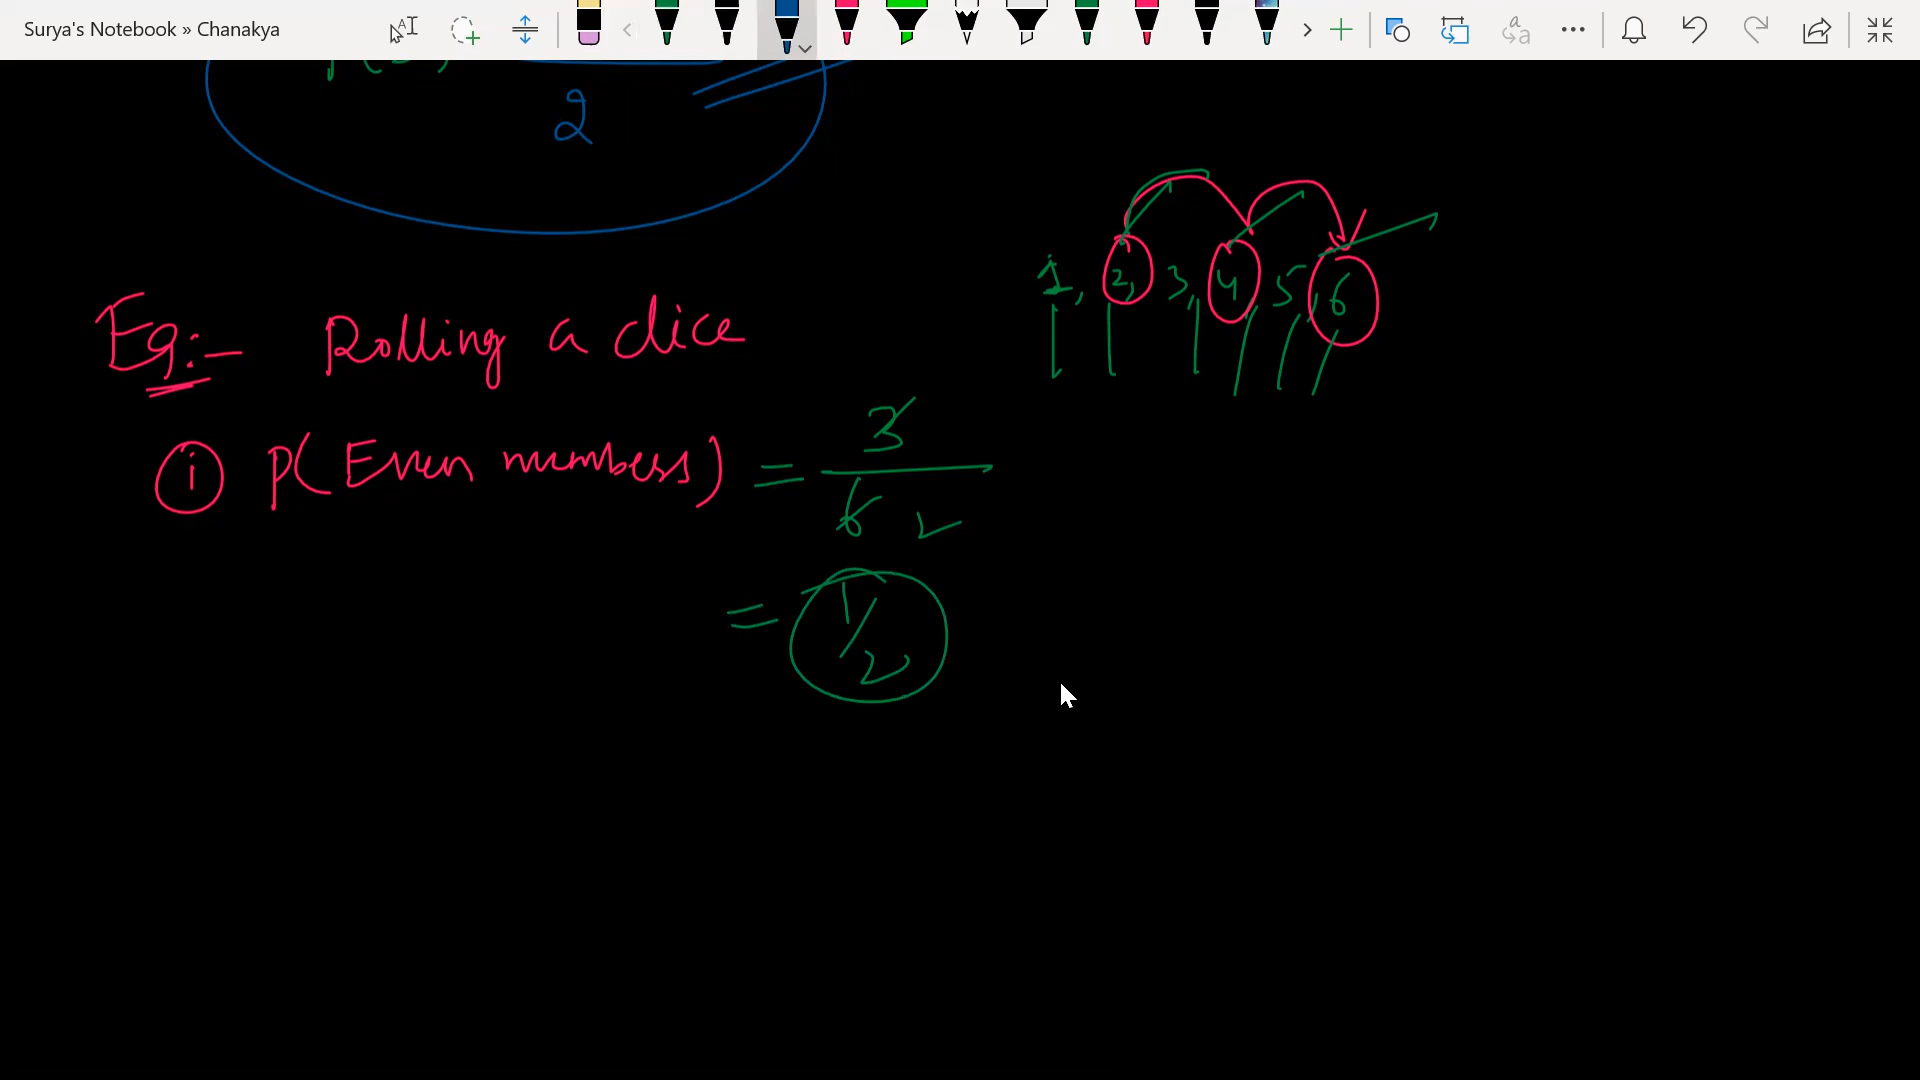 Surya's Notebook » Chanakya
2
1, 2, 3, 4, 5, 6
Eg:- Rolling a dice
i P(Even numbers) = 3/6
= 1/2